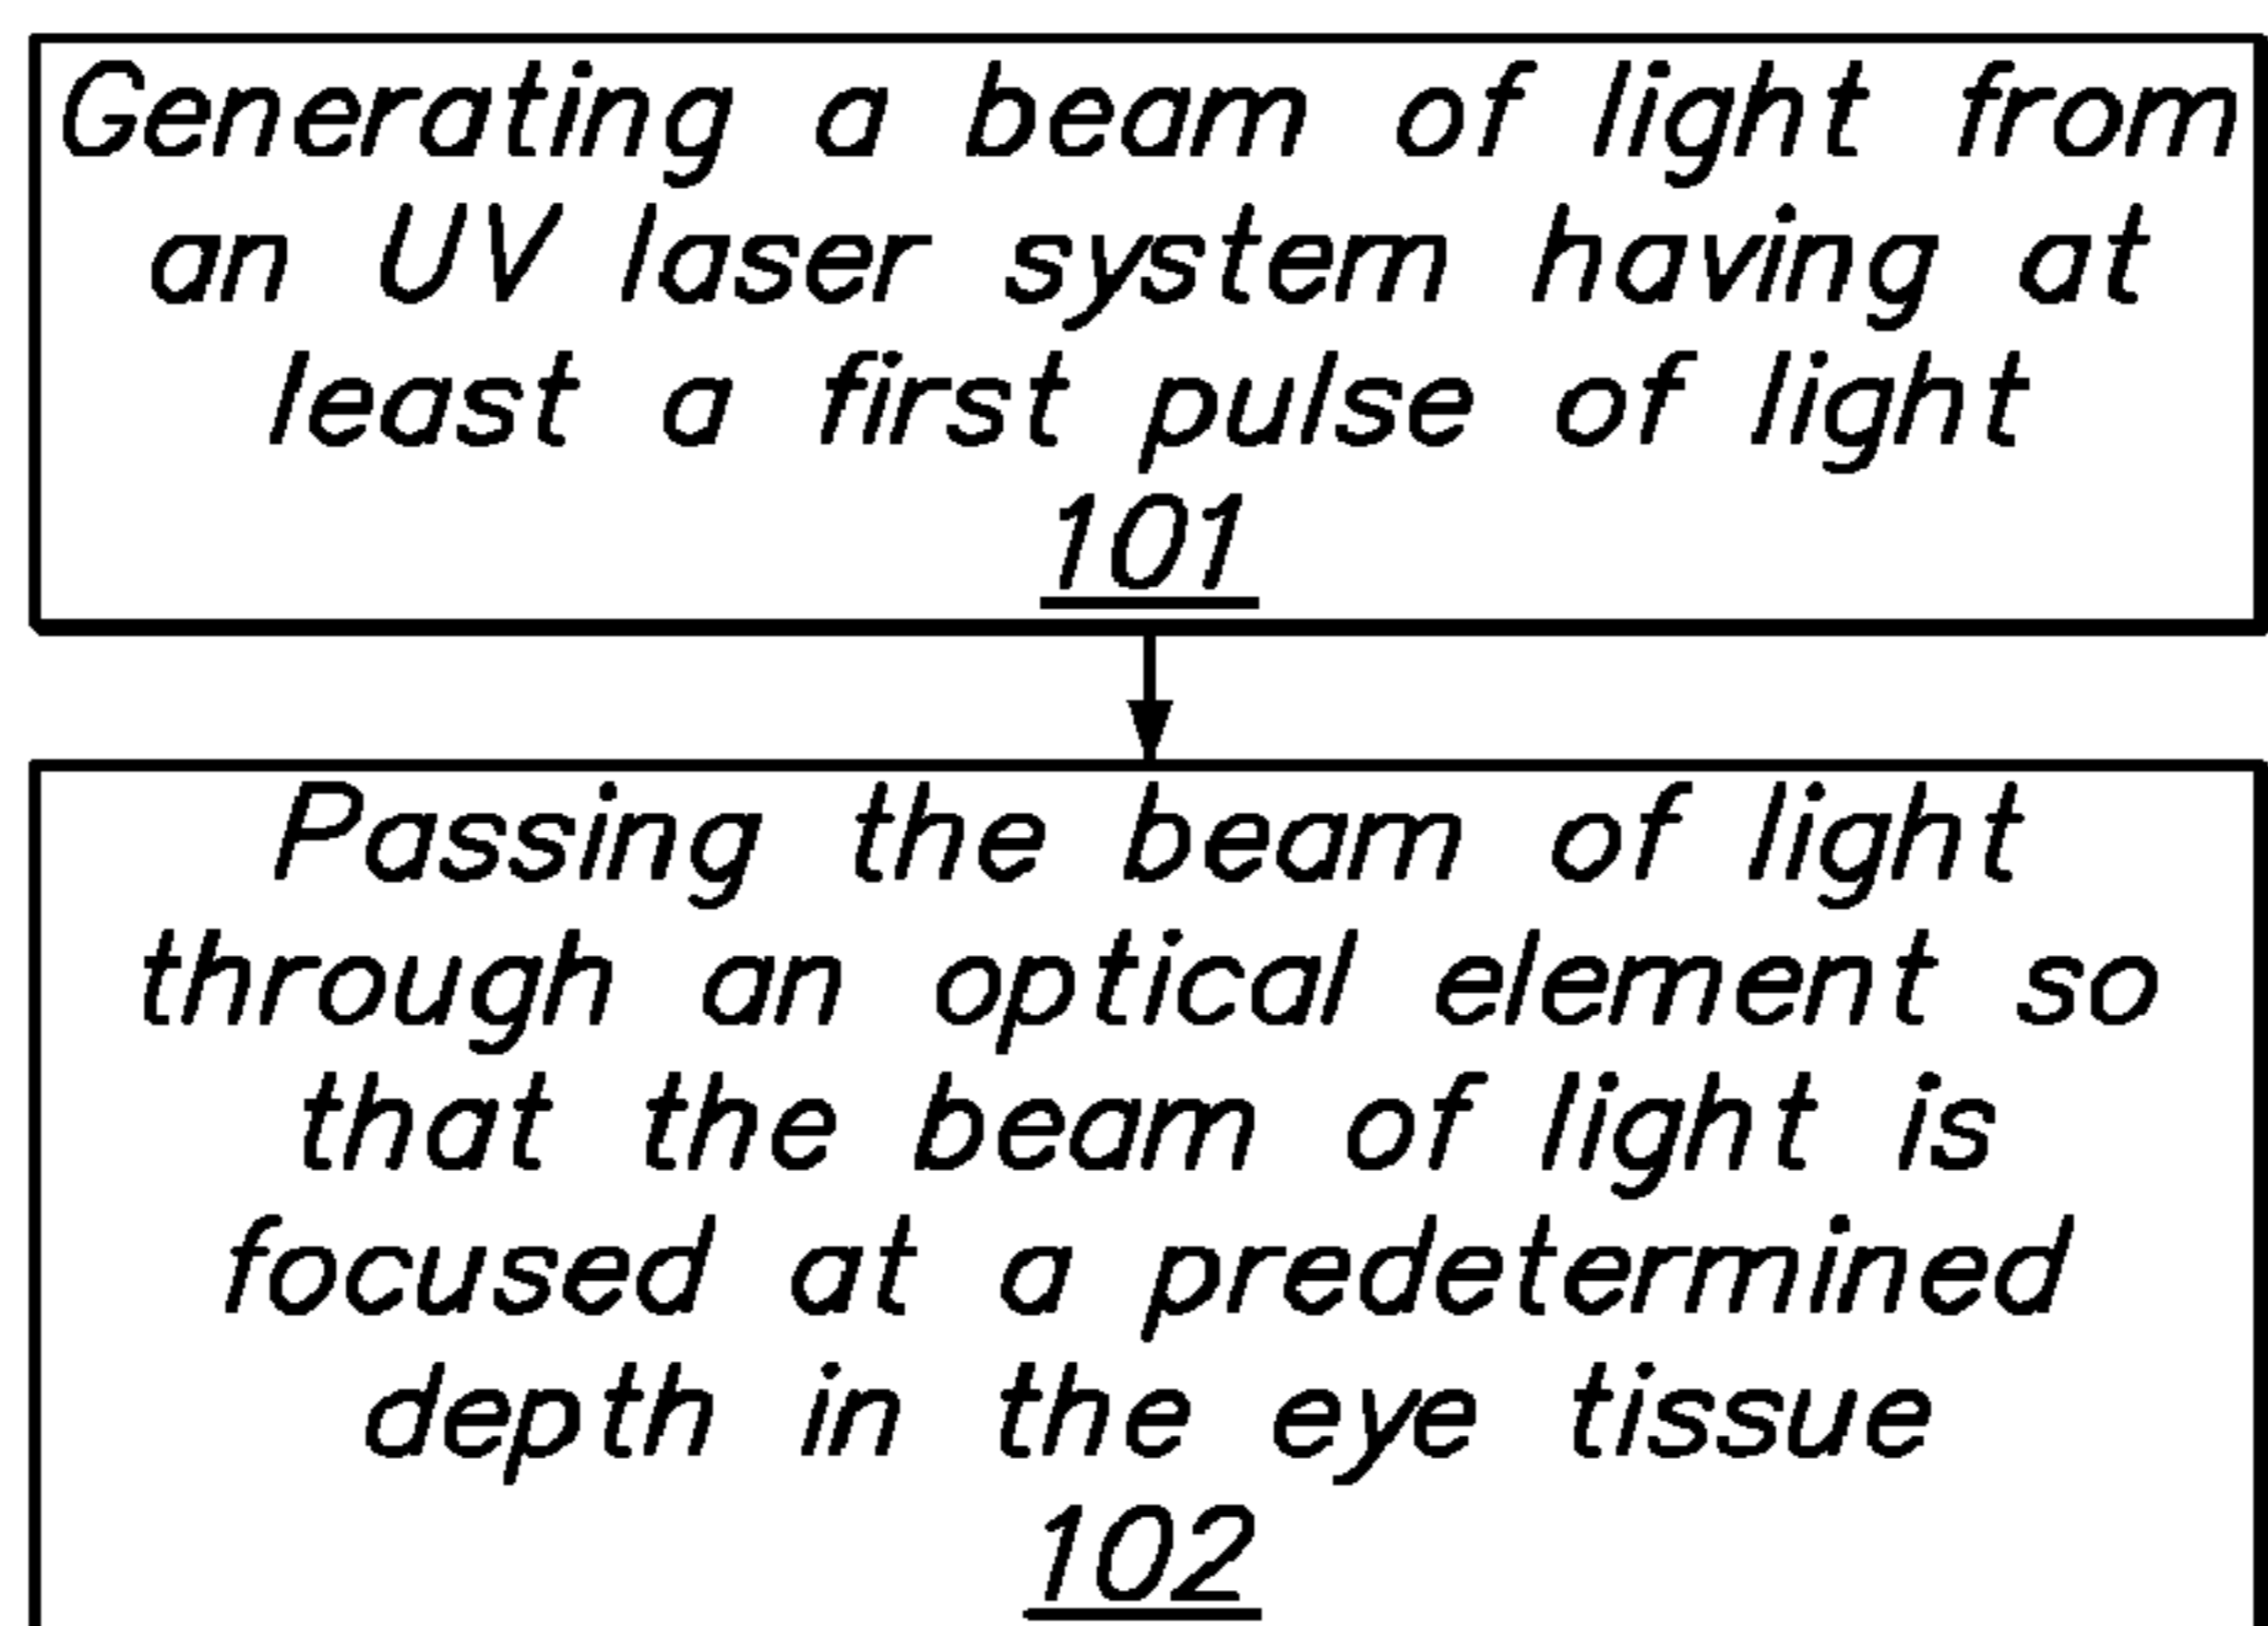 Generating a beam of light from
an UV laser system having at
least a first pulse of light
101
Passing the beam of light
through an optical element so
that the beam of light is
focused at a predetermined
depth in the eye tissue
102